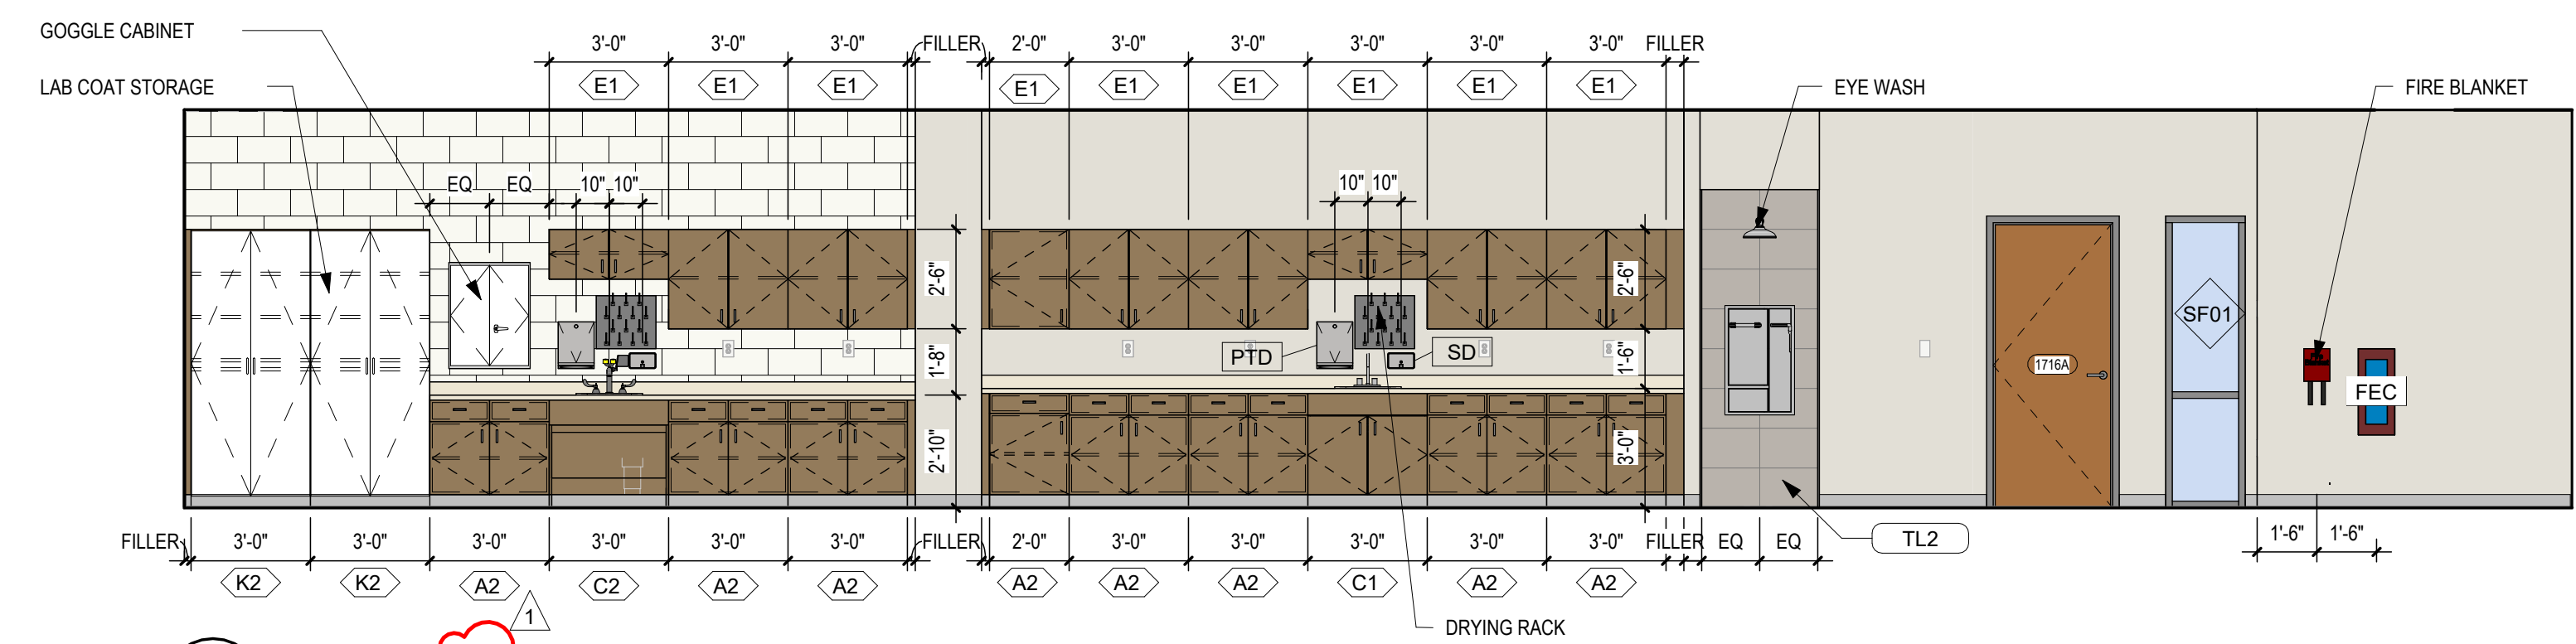 GOGGLE CABINET
LAB COAT STORAGE
3'-0" 3'-0" 3'-0" FILLER 2'-0" 3'-0" 3'-0" 3'-0" 3'-0" 3'-0" FILLER
E1 E1 E1 E1 E1 E1 E1 E1 E1
EYE WASH
FIRE BLANKET
EQ EQ 10" 10" 10" 10"
2'-6" 2'-6"
1'-8" 1'-6"
2'-10" 3'-0"
PTD SD
SF01
1716A
FEC
FILLER 3'-0" 3'-0" 3'-0" 3'-0" 3'-0" 3'-0" FILLER 2'-0" 3'-0" 3'-0" 3'-0" 3'-0" 3'-0" FILLER EQ EQ
TL2
1'-6" 1'-6"
K2 K2 A2 C2 A2 A2 A2 A2 A2 C1 A2 A2
1
DRYING RACK